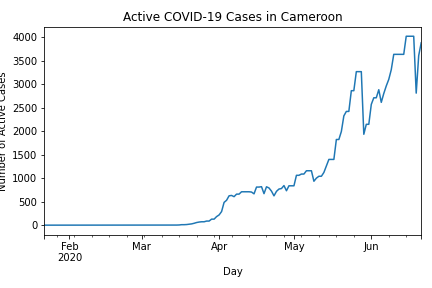 Active COVID-19 Cases in Cameroon
4000
3500
3000
2500
2000
1500
1000
500
0
Number of Active Cases
Feb
2020
Mar
Apr
May
Jun
Day